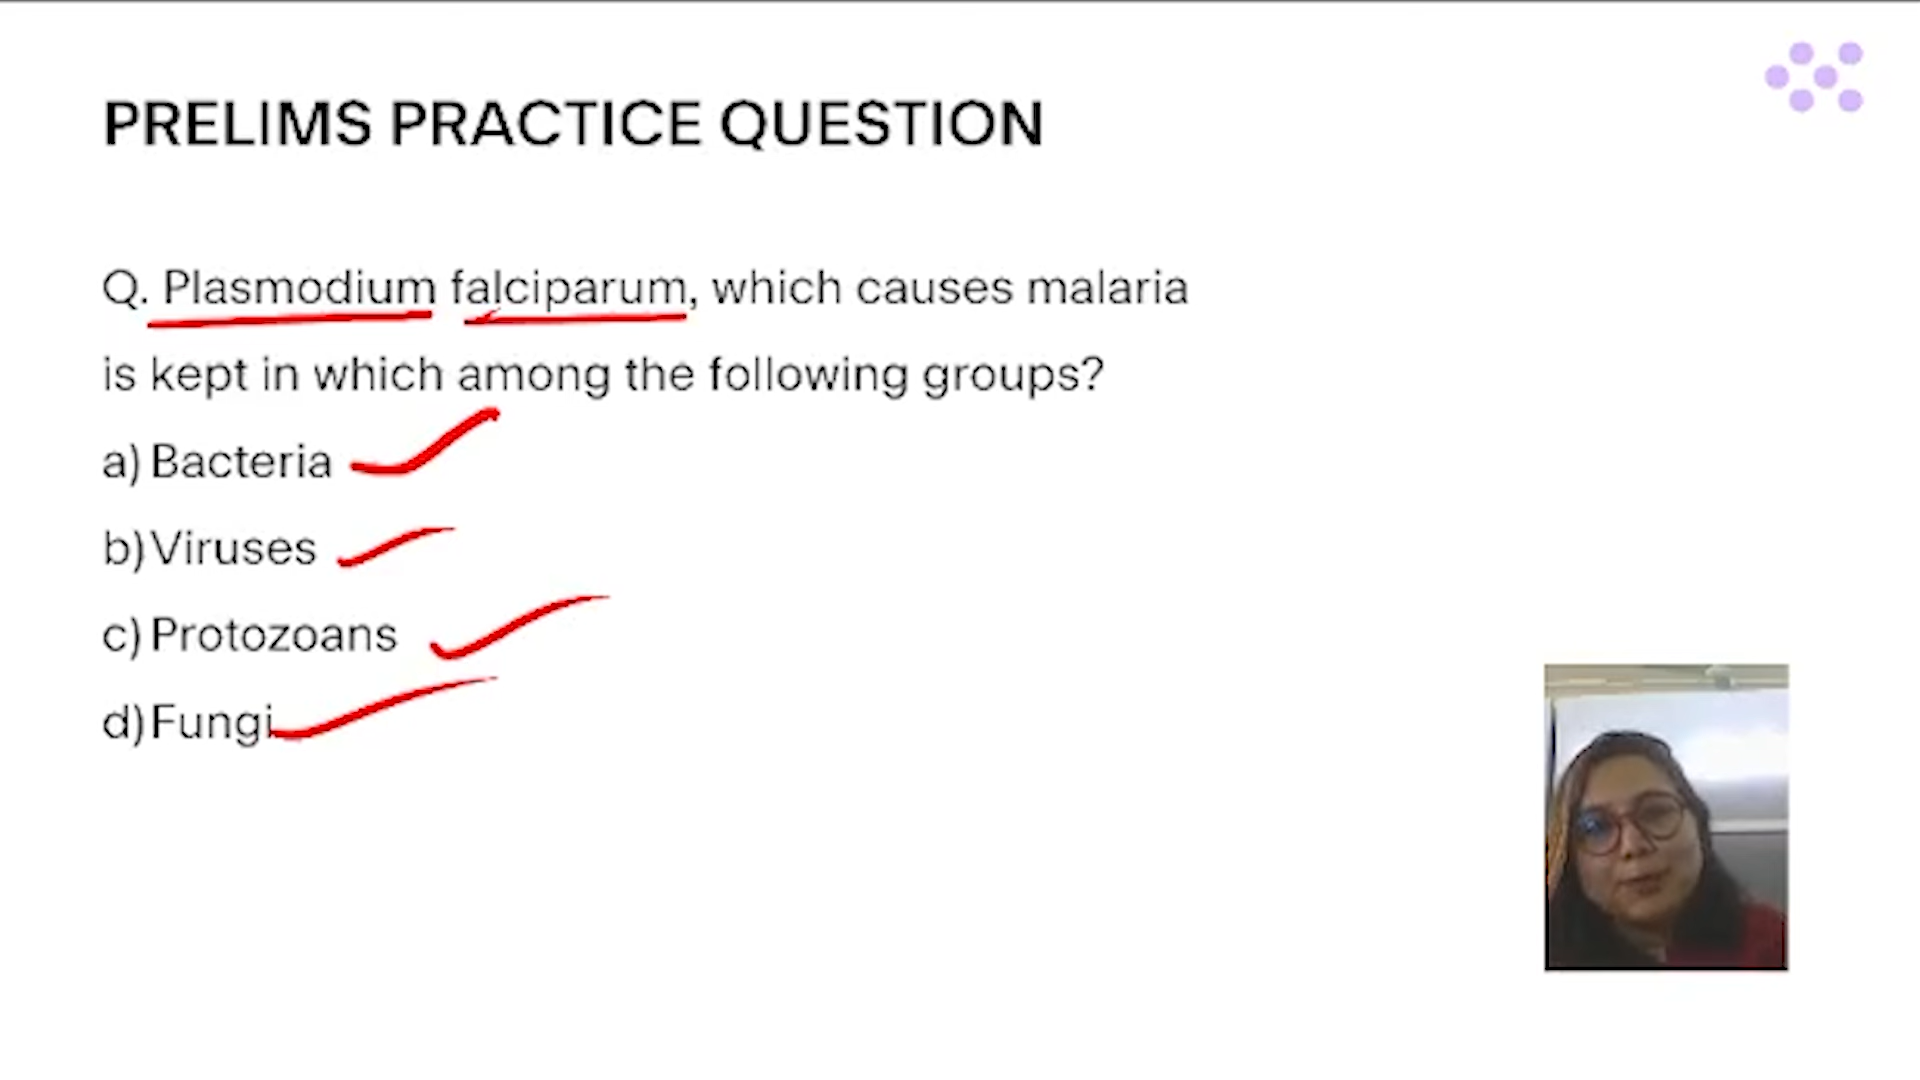 PRELIMS PRACTICE QUESTION
Q. Plasmodium falciparum, which causes malaria
is kept in which among the following groups?
a) Bacteria
b) Viruses
c) Protozoans
d) Fungi